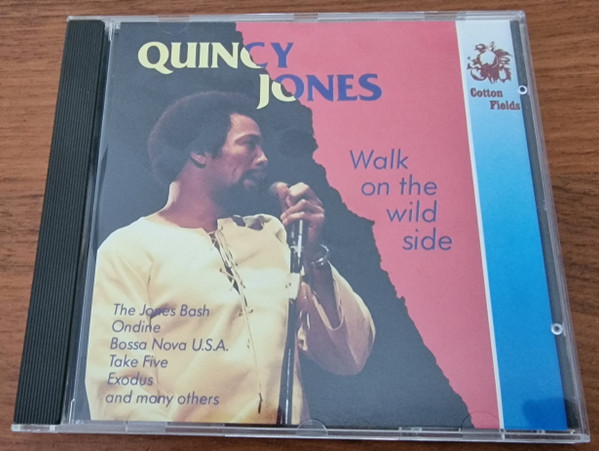 QUINCY
JONES
Cotton
Fields
Walk
on the
wild
side
The Jones Bash
Ondine
Bossa Nova U.S.A.
Take Five
Exodus
and many others